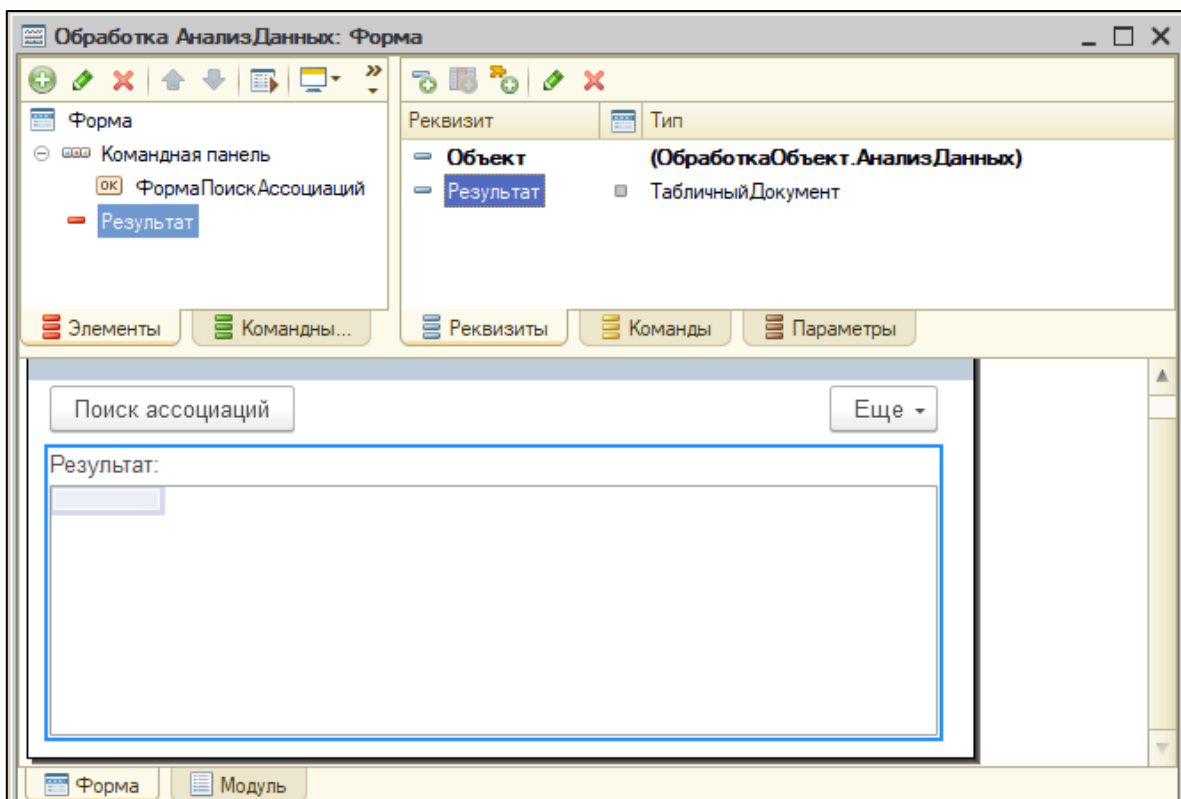 Обработка АнализДанных: Форма
Форма
Командная панель
OK ФормаПоискАссоциаций
Результат
Реквизит Тип
Объект (ОбработкаОбъект.АнализДанных)
Результат ТабличныйДокумент
Элементы Командны... Реквизиты Команды Параметры
Поиск ассоциаций Еще
Результат:
Форма Модуль